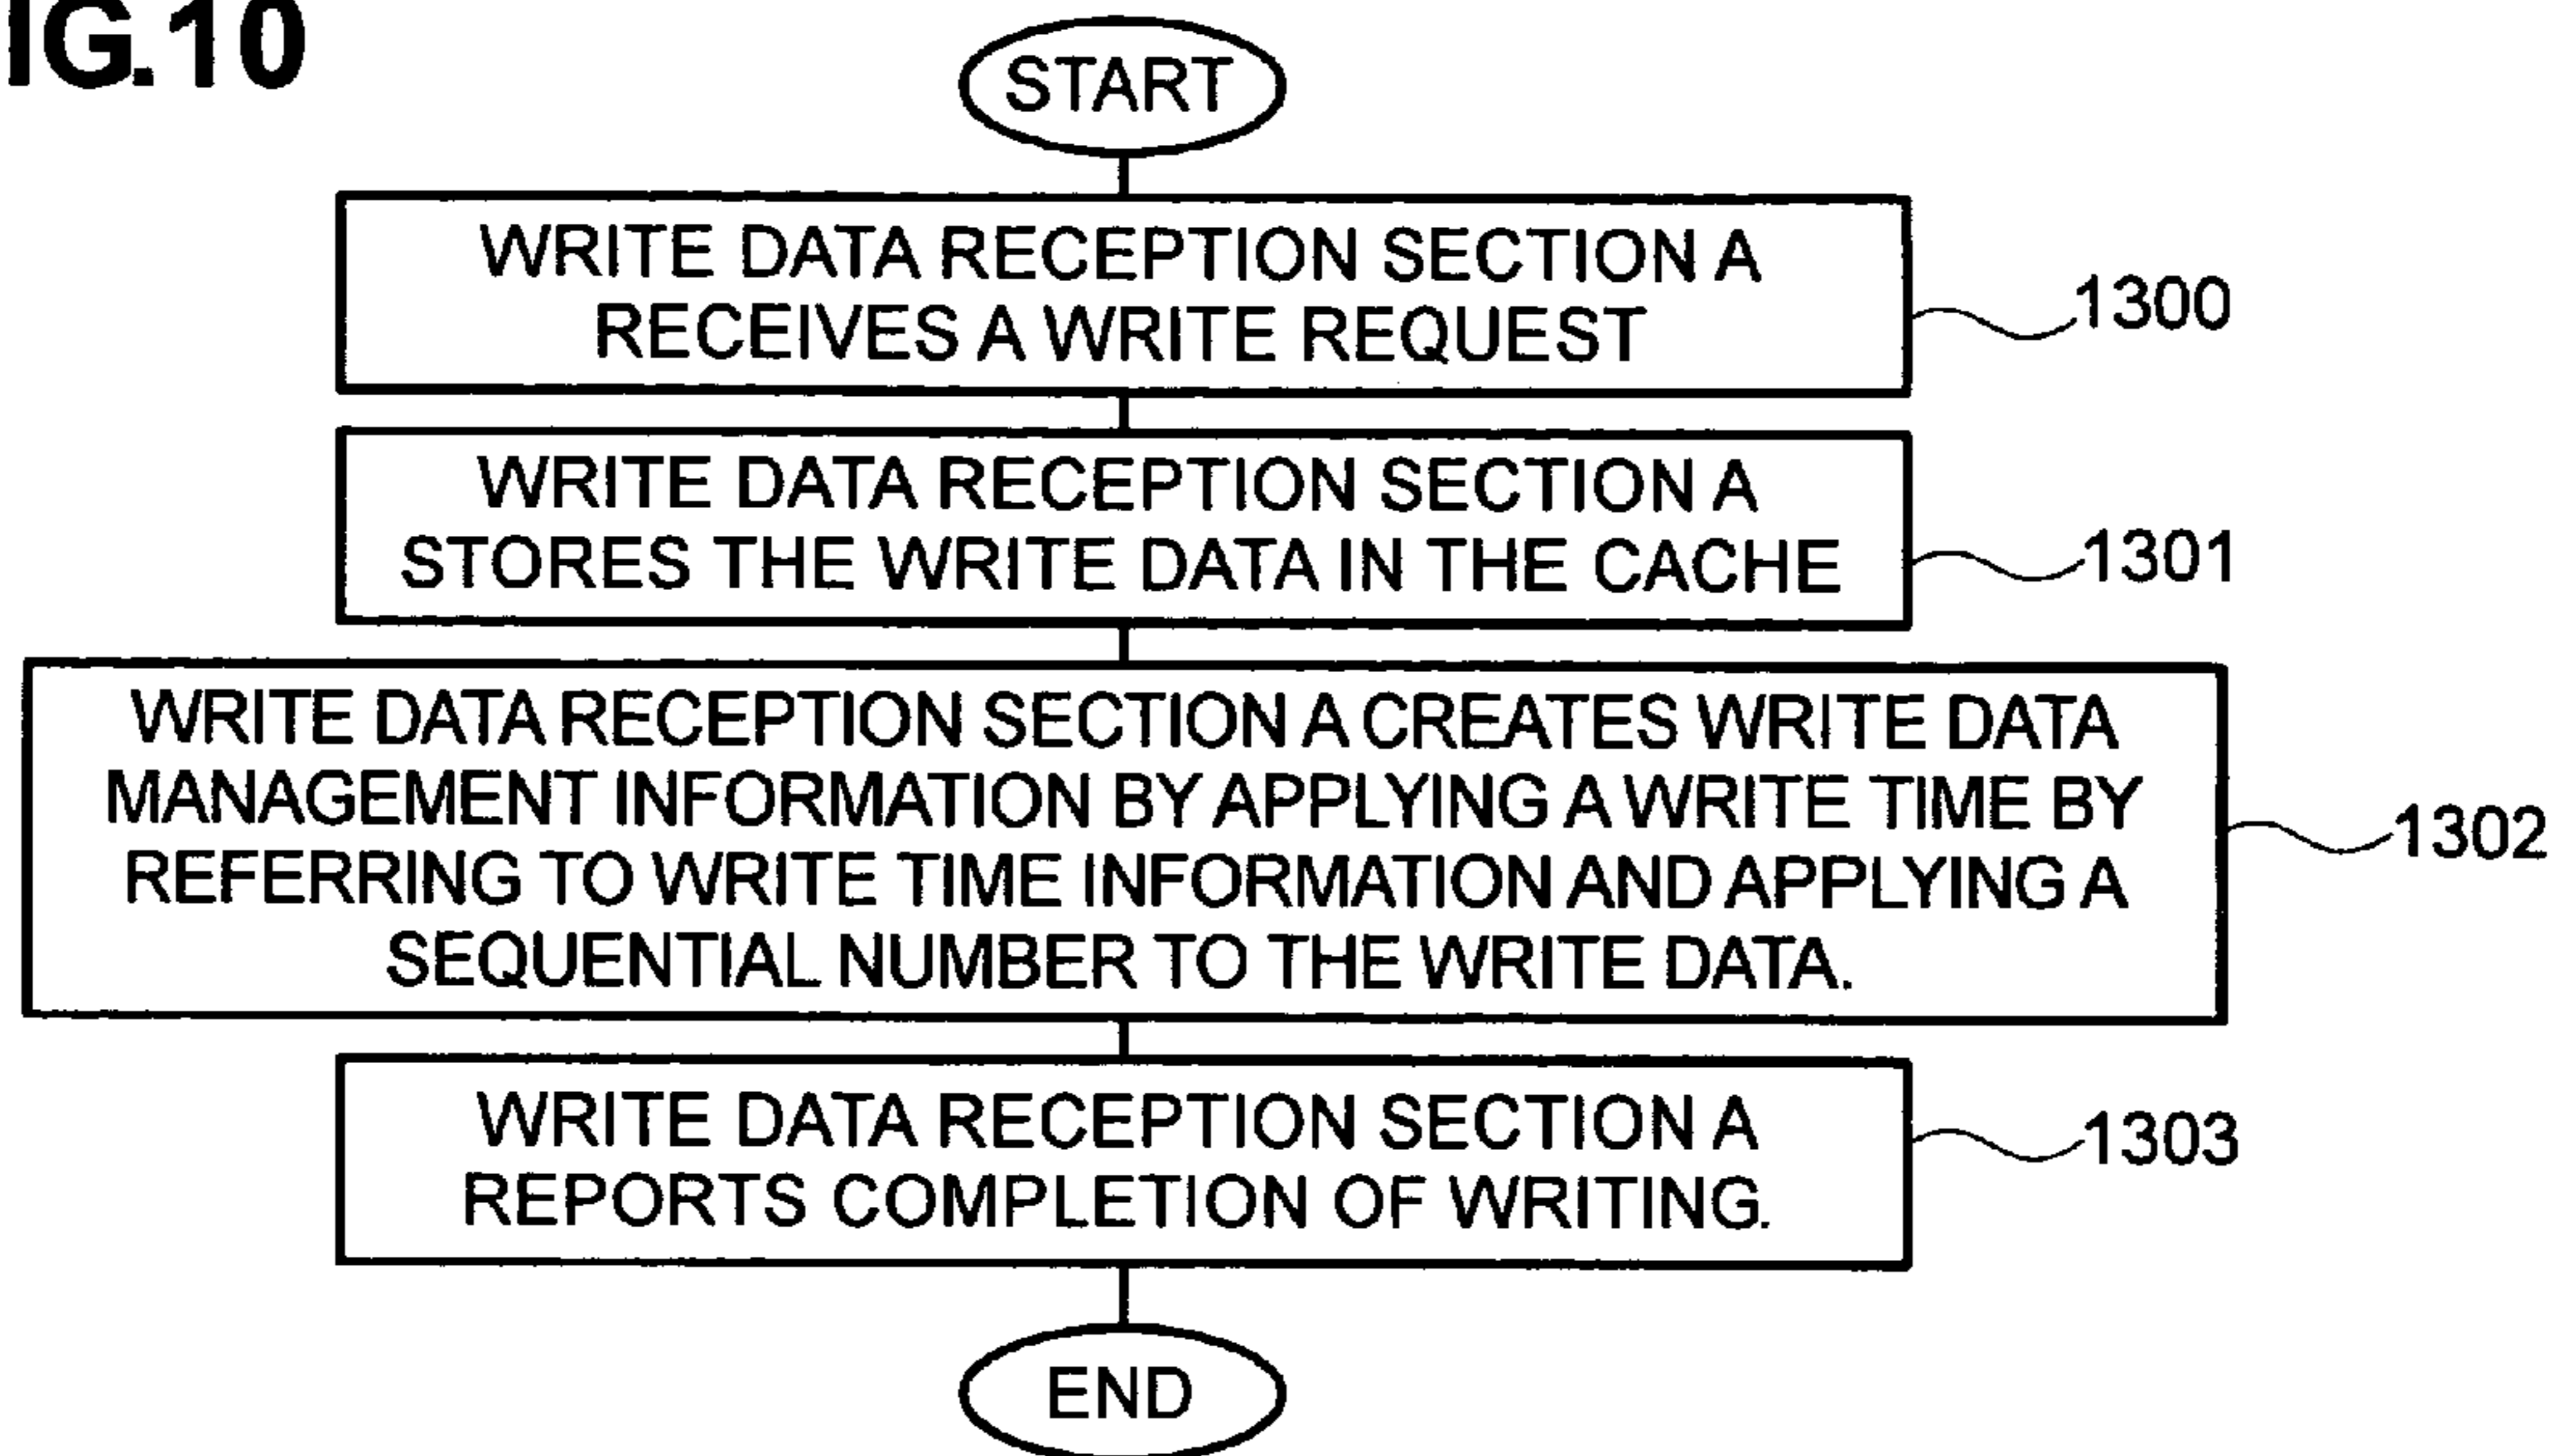 IG.10
START
WRITE DATA RECEPTION SECTION A
RECEIVES A WRITE REQUEST
1300
WRITE DATA RECEPTION SECTION A
STORES THE WRITE DATA IN THE CACHE
1301
WRITE DATA RECEPTION SECTION A CREATES WRITE DATA
MANAGEMENT INFORMATION BY APPLYING A WRITE TIME BY
REFERRING TO WRITE TIME INFORMATION AND APPLYING A
SEQUENTIAL NUMBER TO THE WRITE DATA.
1302
WRITE DATA RECEPTION SECTION A
REPORTS COMPLETION OF WRITING.
1303
END